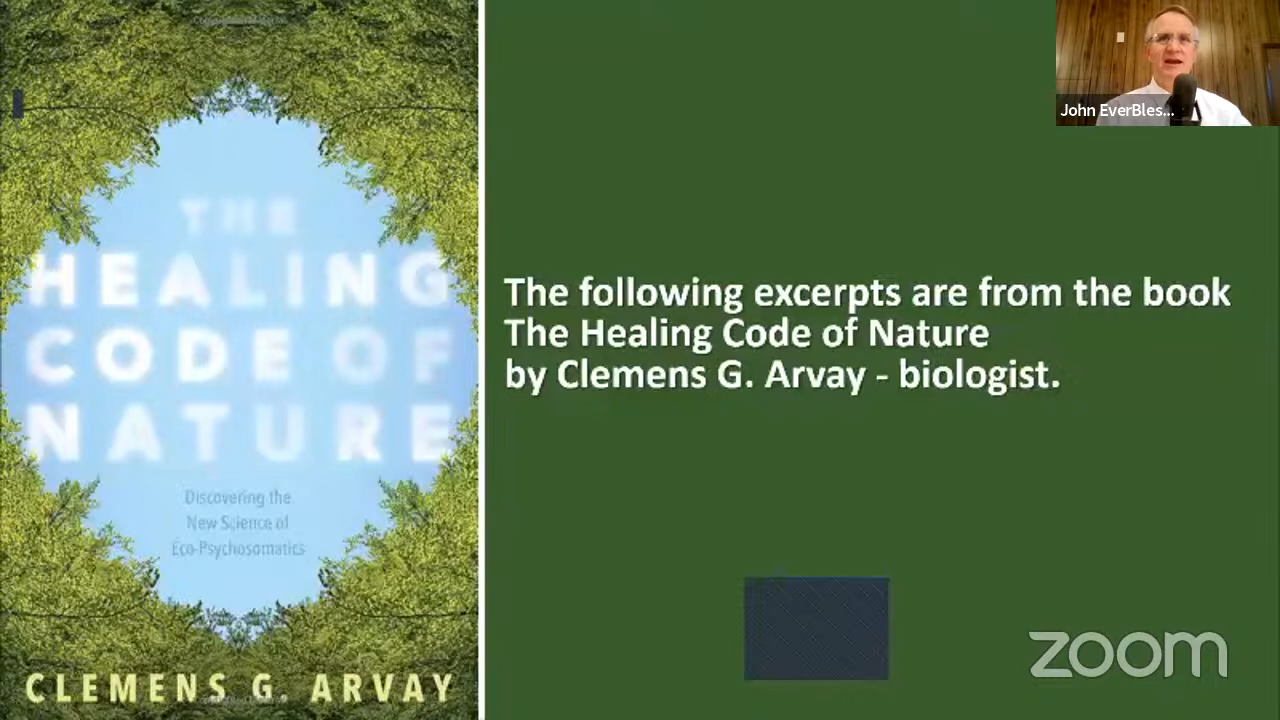 THE
HEALING
CODE OF
NATURE
Discovering the
New Science of
Eco-Psychosomatics
CLEMENS G. ARVAY
The following excerpts are from the book
The Healing Code of Nature
by Clemens G. Arvay - biologist.
John EverBles...
zoom